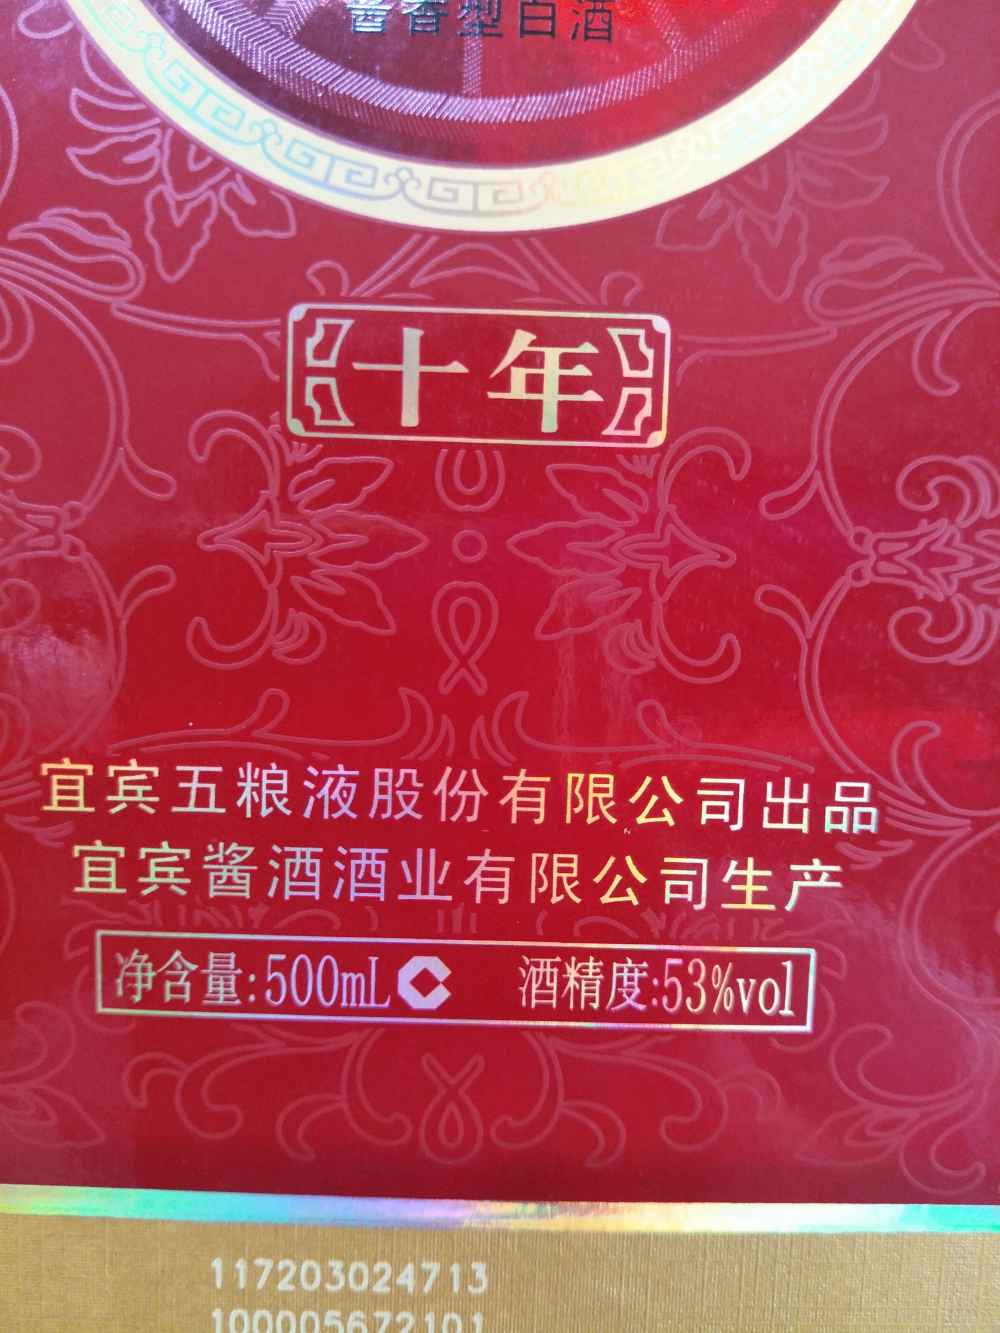 酱香型白酒
十年
宜宾五粮液股份有限公司出品
宜宾酱酒酒业有限公司生产
净含量:500mL 酒精度:53%vol
117203024713
100005672101